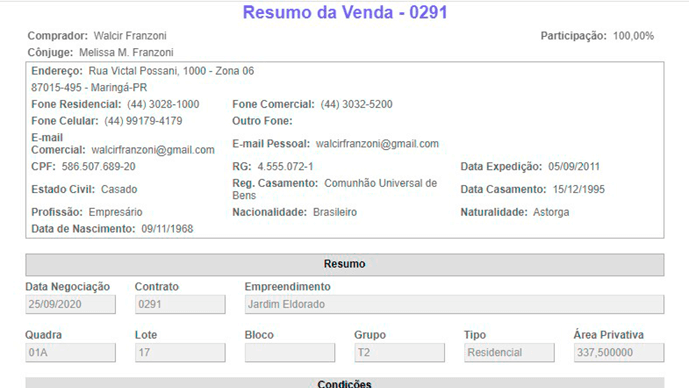 Resumo da Venda - 0291
Comprador: Walcir Franzoni Participação: 100,00%
Cônjuge: Melissa M. Franzoni
Endereço: Rua Victal Possani, 1000 - Zona 06
87015-495 - Maringá-PR
Fone Residencial: (44) 3028-1000 Fone Comercial: (44) 3032-5200
Fone Celular: (44) 99179-4179 Outro Fone:
E-mail
Comercial: walcirfranzoni@gmail.com E-mail Pessoal: walcirfranzoni@gmail.com
CPF: 586.507.689-20 RG: 4.555.072-1 Data Expedição: 05/09/2011
Estado Civil: Casado Reg. Casamento: Comunhão Universal de
Bens Data Casamento: 15/12/1995
Profissão: Empresário Nacionalidade: Brasileiro Naturalidade: Astorga
Data de Nascimento: 09/11/1968
Resumo
Data Negociação Contrato Empreendimento
25/09/2020 0291 Jardim Eldorado
Quadra Lote Bloco Grupo Tipo Área Privativa
01A 17 T2 Residencial 337,500000
Condições